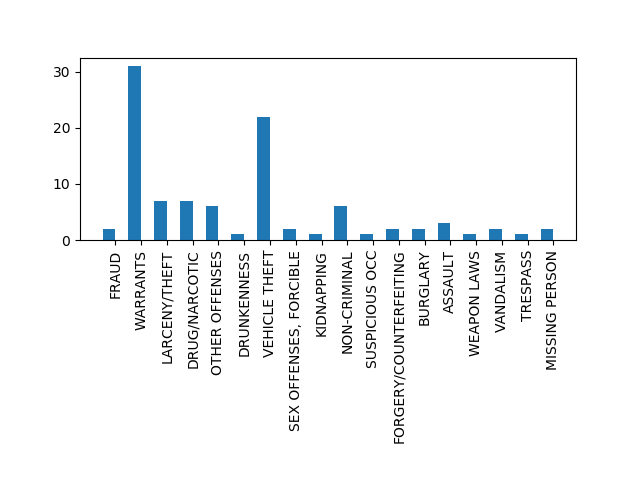 30
20
10
0
FRAUD
WARRANTS
LARCENY/THEFT
DRUG/NARCOTIC
OTHER OFFENSES
DRUNKENNESS
VEHICLE THEFT
SEX OFFENSES, FORCIBLE
KIDNAPPING
NON-CRIMINAL
SUSPICIOUS OCC
FORGERY/COUNTERFEITING
BURGLARY
ASSAULT
WEAPON LAWS
VANDALISM
TRESPASS
MISSING PERSON